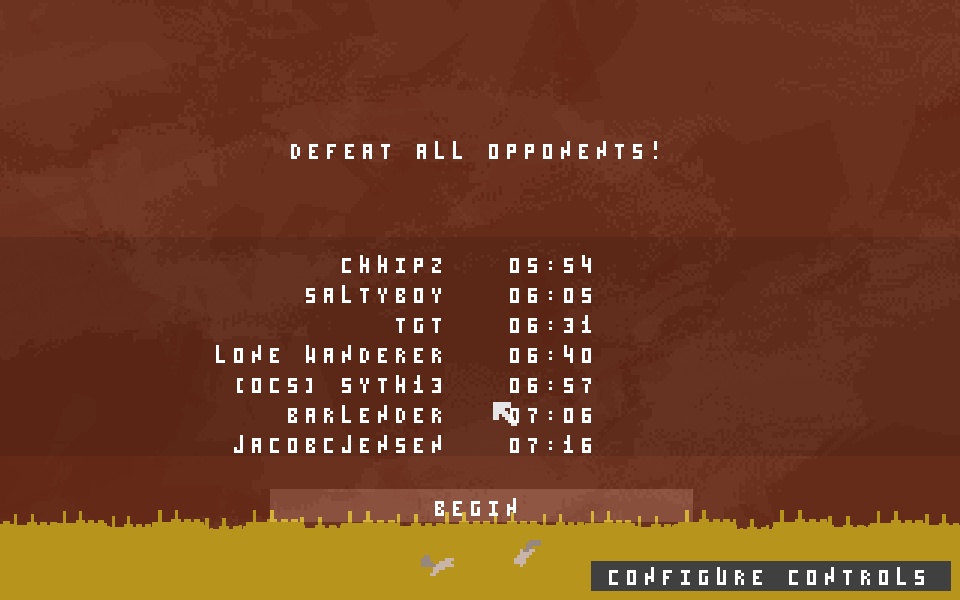 DEFEAT ALL OPPONENTS!
CHHIPZ 05:54
SALTYBOY 06:05
TGT 06:31
LONE WANDERER 06:40
[OCS] SYTH13 06:57
BARLENDER 07:06
JACOBCJENSEN 07:16
BEGIN
CONFIGURE CONTROLS